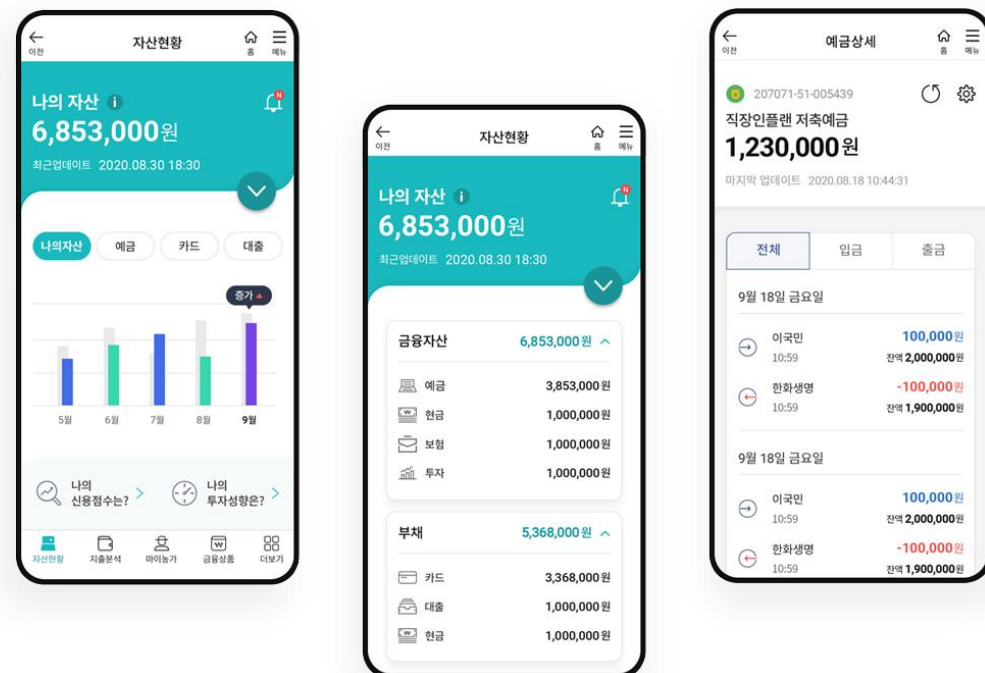 이전
자산현황
홈
메뉴
나의 자산 i
N
6,853,000원
최근업데이트 2020.08.30 18:30
나의자산
예금
카드
대출
증가
5월
6월
7월
8월
9월
나의
신용점수는?
나의
투자성향은?
자산현황
지출분석
마이농가
금융상품
더보기
이전
자산현황
홈
메뉴
나의 자산 i
N
6,853,000원
최근업데이트 2020.08.30 18:30
금융자산 6,853,000원
예금 3,853,000원
현금 1,000,000원
보험 1,000,000원
투자 1,000,000원
부채 5,368,000원
카드 3,368,000원
대출 1,000,000원
현금 1,000,000원
이전
예금상세
홈
메뉴
207071-51-005439
직장인플랜 저축예금
1,230,000원
마지막 업데이트 2020.08.18 10:44:31
전체
입금
출금
9월 18일 금요일
이국민 100,000원
10:59 잔액 2,000,000원
한화생명 -100,000원
10:59 잔액 1,900,000원
9월 18일 금요일
이국민 100,000원
10:59 잔액 2,000,000원
한화생명 -100,000원
10:59 잔액 1,900,000원